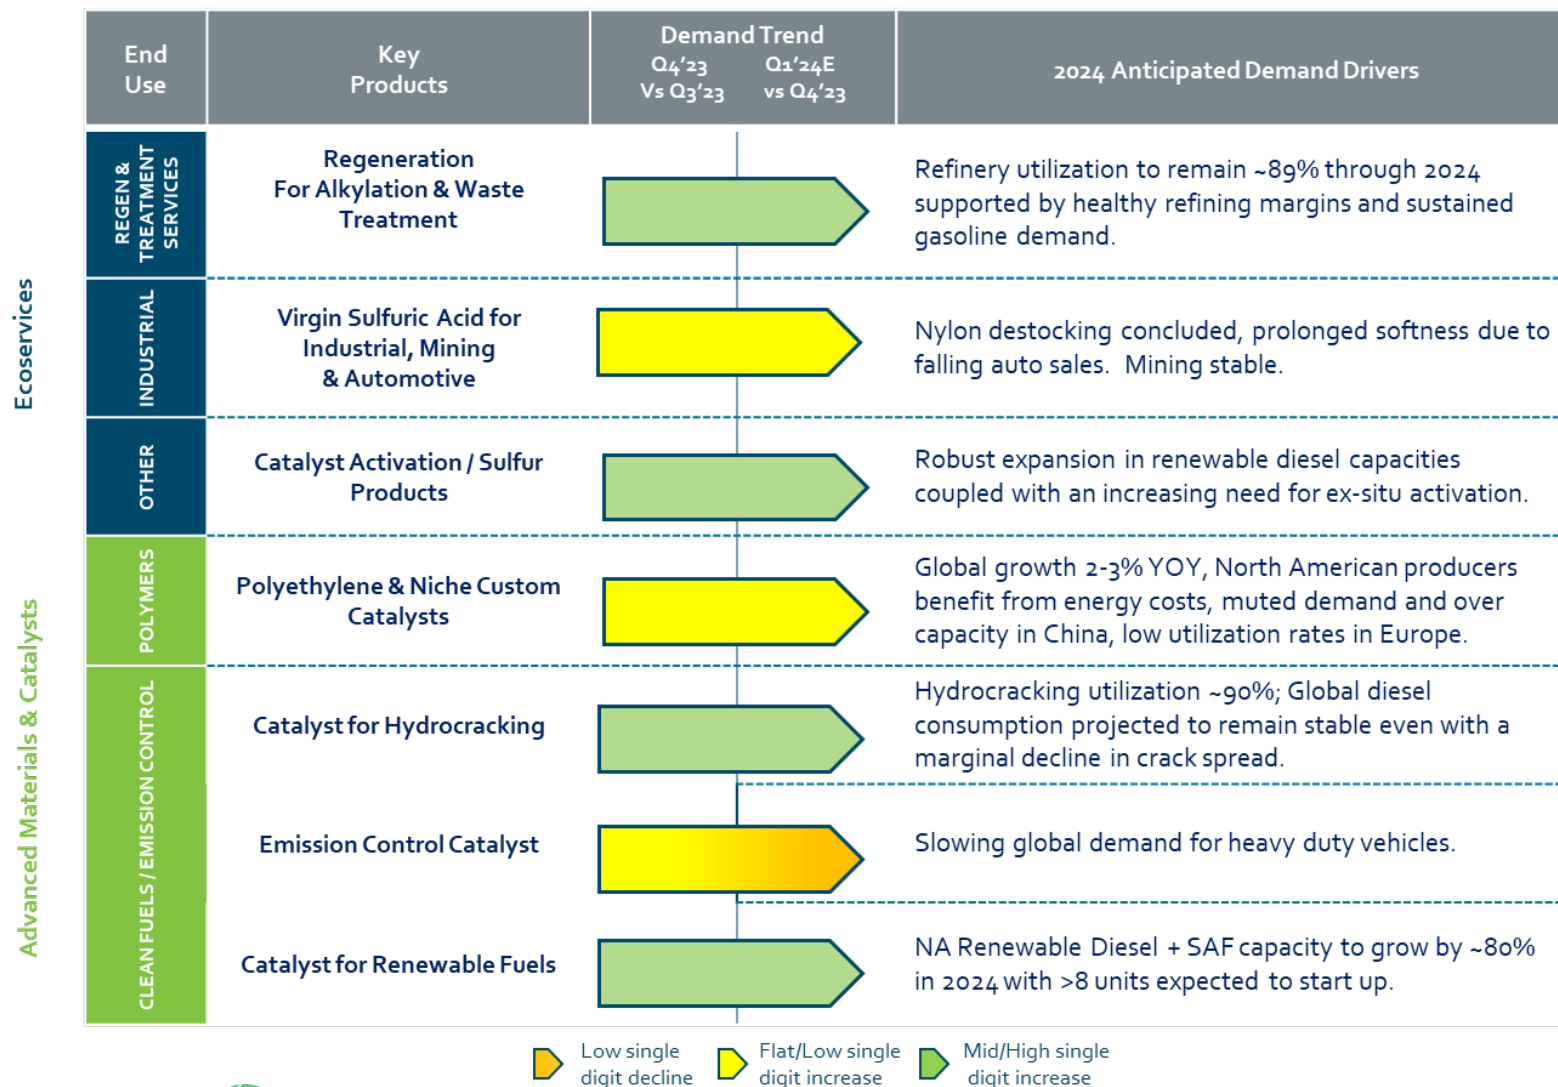 End
Use
Key
Products
Demand Trend
Q4’23
Vs Q3’23
Q1’24E
vs Q4’23
2024 Anticipated Demand Drivers
Ecoservices
REGEN &
TREATMENT
SERVICES
Regeneration
For Alkylation & Waste
Treatment
Refinery utilization to remain ~89% through 2024
supported by healthy refining margins and sustained
gasoline demand.
INDUSTRIAL
Virgin Sulfuric Acid for
Industrial, Mining
& Automotive
Nylon destocking concluded, prolonged softness due to
falling auto sales.  Mining stable.
OTHER
Catalyst Activation / Sulfur
Products
Robust expansion in renewable diesel capacities
coupled with an increasing need for ex-situ activation.
Advanced Materials & Catalysts
POLYMERS
Polyethylene & Niche Custom
Catalysts
Global growth 2-3% YOY, North American producers
benefit from energy costs, muted demand and over
capacity in China, low utilization rates in Europe.
CLEAN FUELS / EMISSION CONTROL
Catalyst for Hydrocracking
Hydrocracking utilization ~90%; Global diesel
consumption projected to remain stable even with a
marginal decline in crack spread.
Emission Control Catalyst
Slowing global demand for heavy duty vehicles.
Catalyst for Renewable Fuels
NA Renewable Diesel + SAF capacity to grow by ~80%
in 2024 with >8 units expected to start up.
Low single
digit decline
Flat/Low single
digit increase
Mid/High single
digit increase